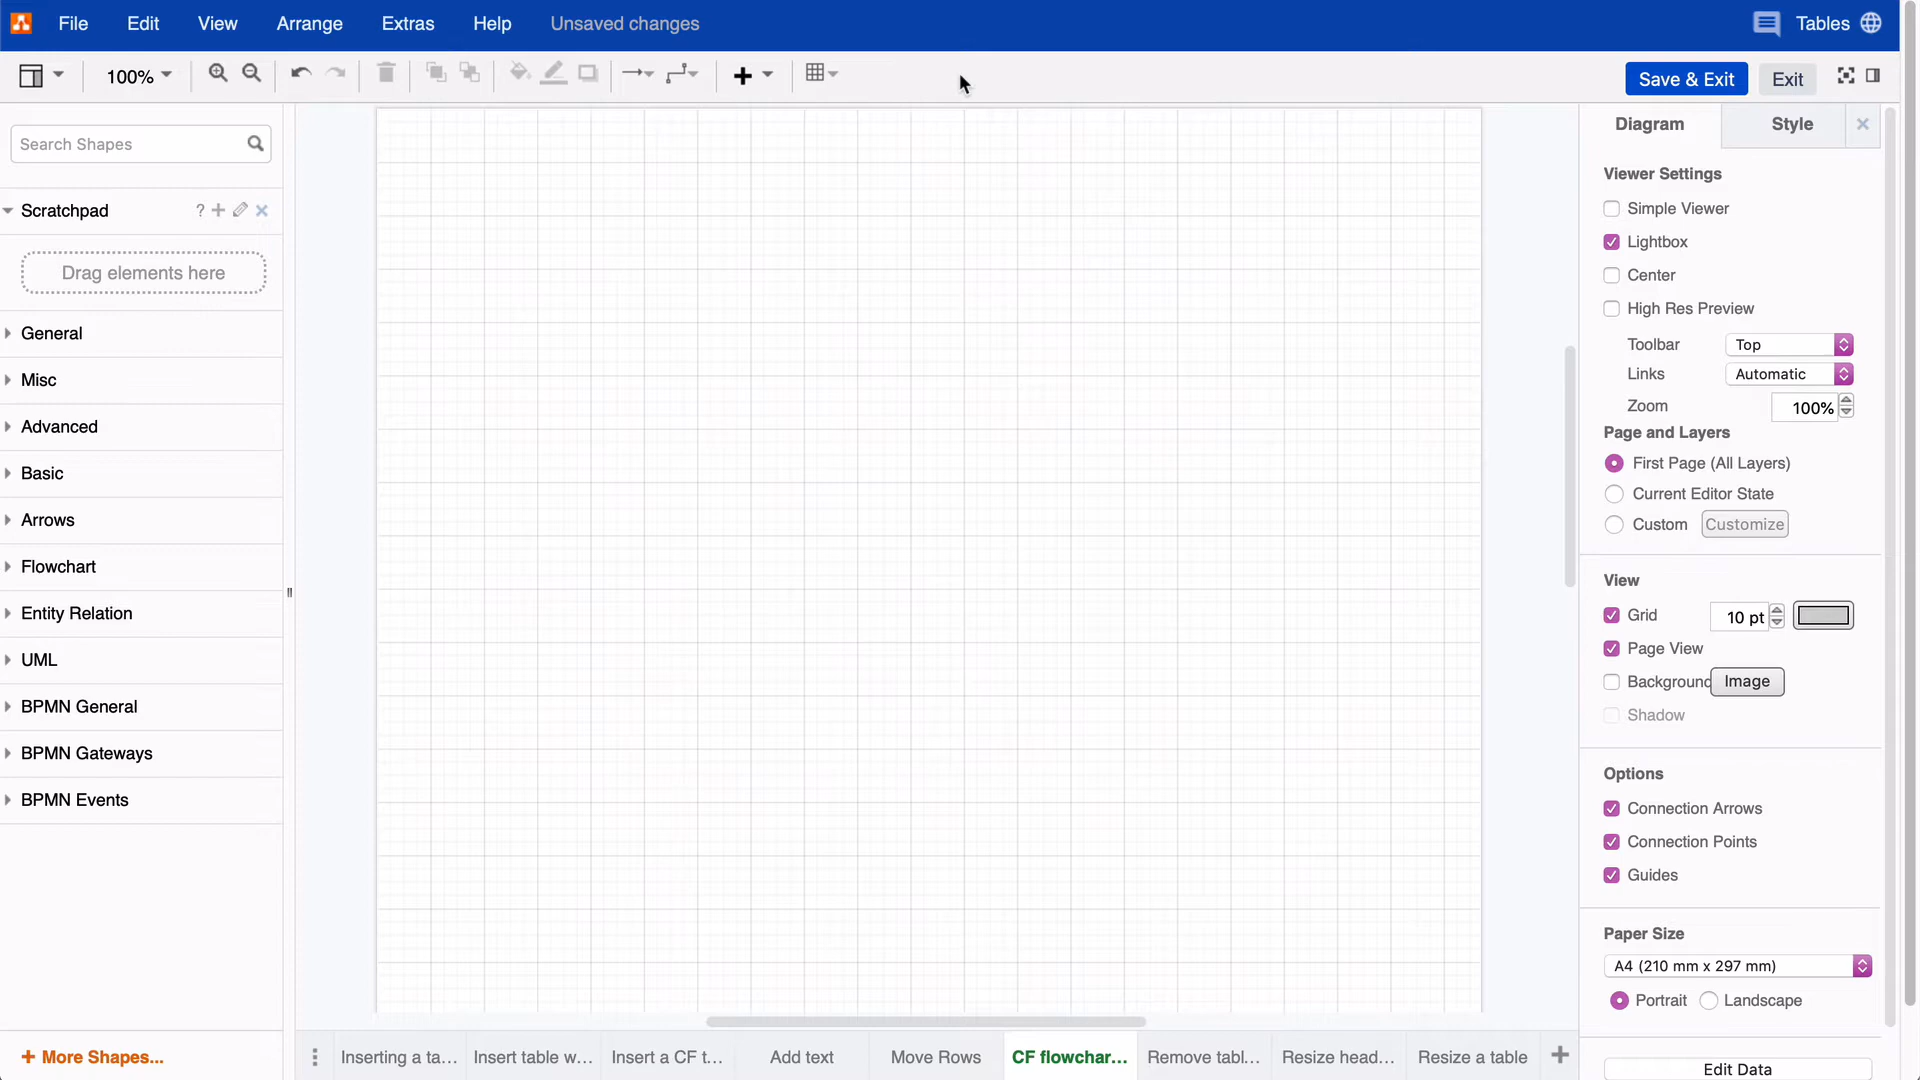 File Edit View Arrange Extras Help Unsaved changes Tables
100% Save & Exit Exit
Search Shapes
Scratchpad ?
Drag elements here
General
Misc
Advanced
Basic
Arrows
Flowchart
Entity Relation
UML
BPMN General
BPMN Gateways
BPMN Events
+ More Shapes...
Diagram Style
Viewer Settings
Simple Viewer
Lightbox
Center
High Res Preview
Toolbar Top
Links Automatic
Zoom 100%
Page and Layers
First Page (All Layers)
Current Editor State
Custom Customize
View
Grid 10 pt
Page View
Background Image
Shadow
Options
Connection Arrows
Connection Points
Guides
Paper Size
A4 (210 mm x 297 mm)
Portrait Landscape
Edit Data
Inserting a ta... Insert table w... Insert a CF t... Add text Move Rows CF flowchar... Remove tabl... Resize head... Resize a table